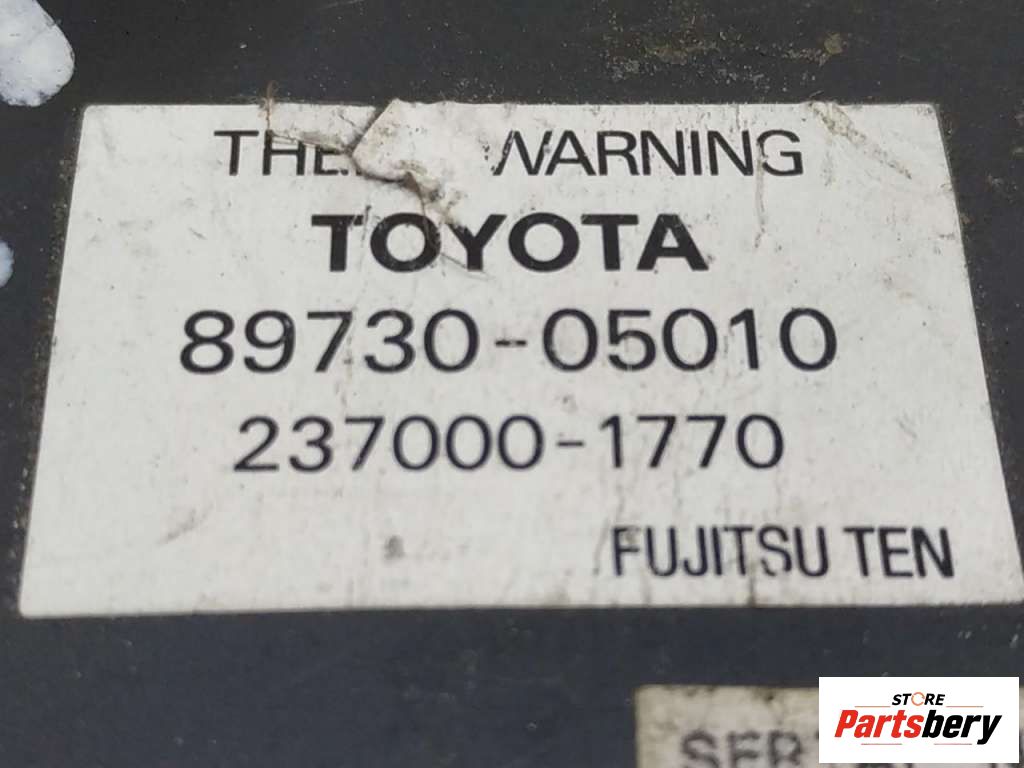 WARNING
TOYOTA
89730-05010
237000-1770
FUJITSU TEN
STORE
Partsbery